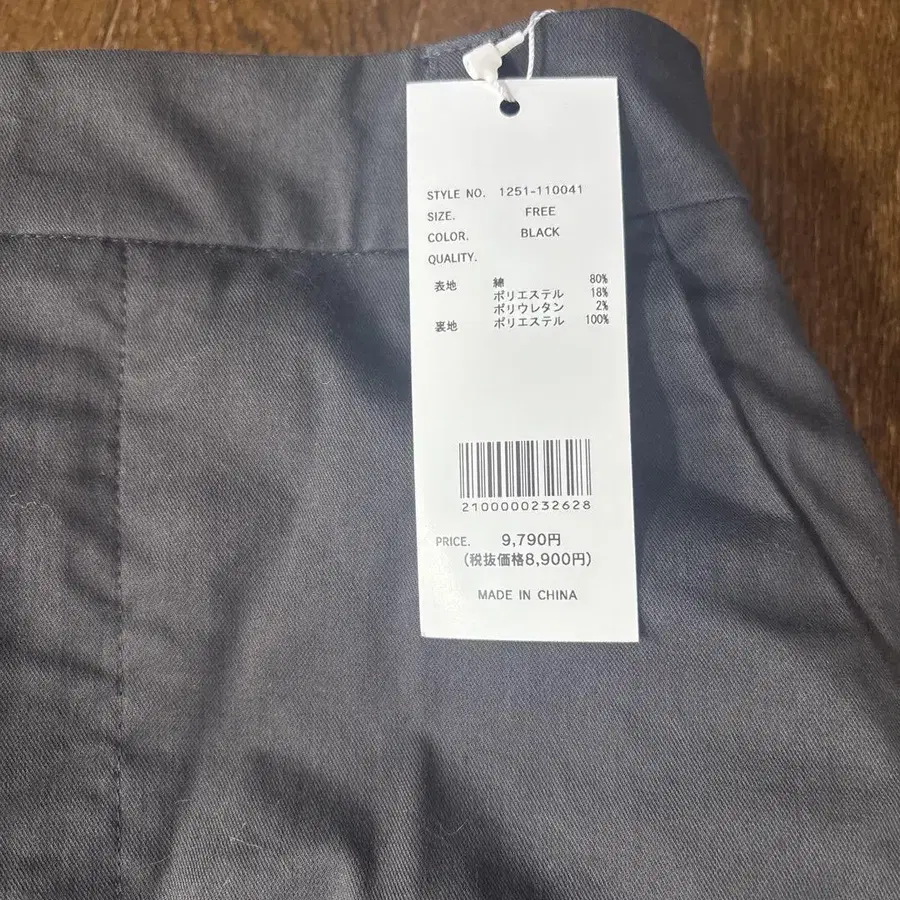 STYLE NO. 1251-110041
SIZE. FREE
COLOR. BLACK
QUALITY.
表地 綿 80%
ポリエステル 18%
ポリウレタン 2%
裏地 ポリエステル 100%
2100000232628
PRICE. 9,790円
(税抜価格8,900円)
MADE IN CHINA